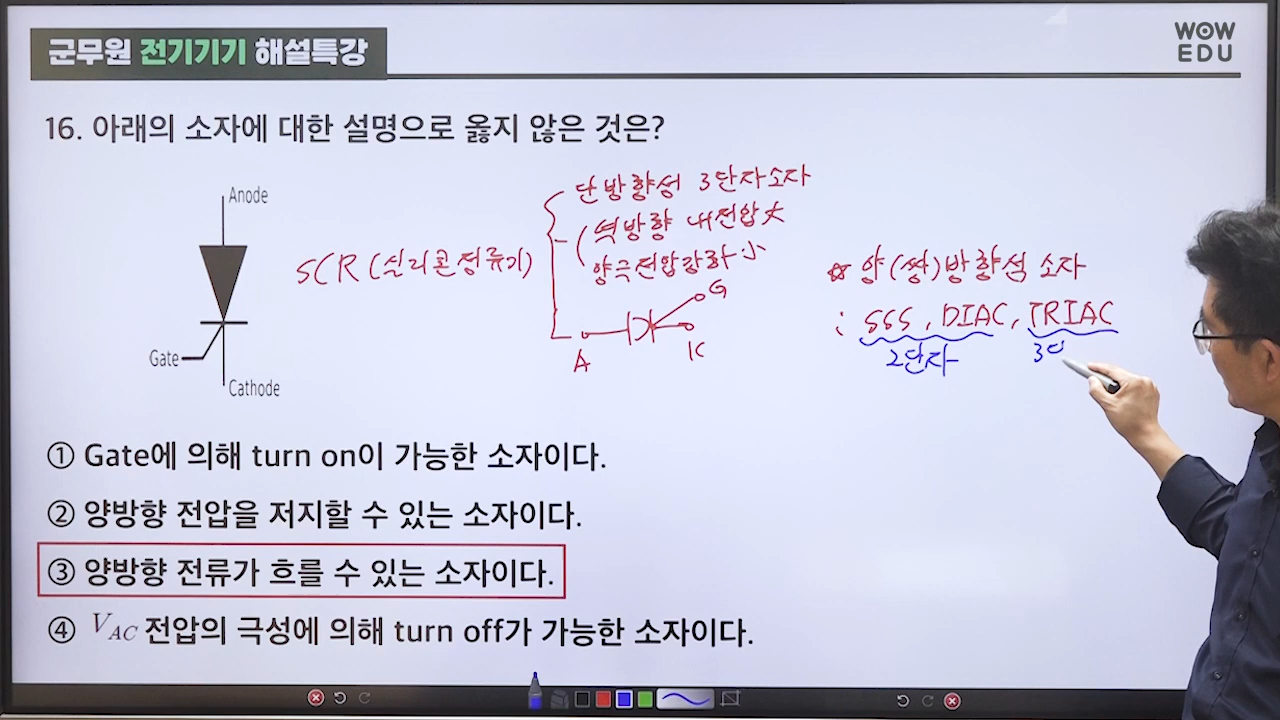 군무원 전기기기 해설특강
WOW
EDU
16. 아래의 소자에 대한 설명으로 옳지 않은 것은?
Anode
Gate
Cathode
SCR (실리콘정류기)
단방향성 3단자소자
역방향 내전압 大
양극전압강하 小
A
G
K
☆ 양(쌍)방향성 소자
: SSS, DIAC, TRIAC
2단자
3단
① Gate에 의해 turn on이 가능한 소자이다.
② 양방향 전압을 저지할 수 있는 소자이다.
③ 양방향 전류가 흐를 수 있는 소자이다.
④ VAC 전압의 극성에 의해 turn off가 가능한 소자이다.